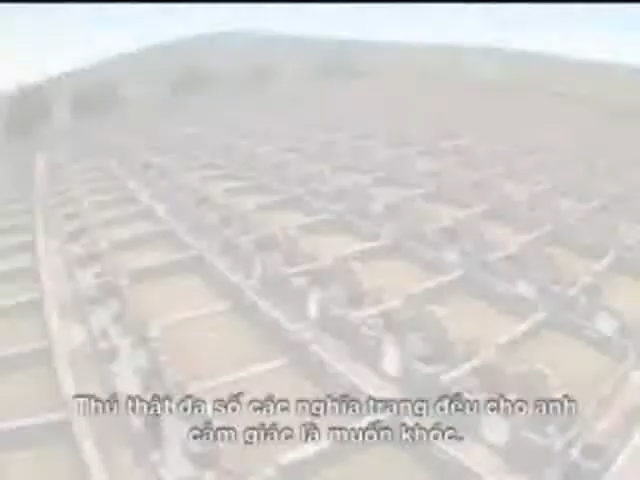 Thú thật đa số các nghĩa trang đều cho anh
cảm giác là muốn khóc.